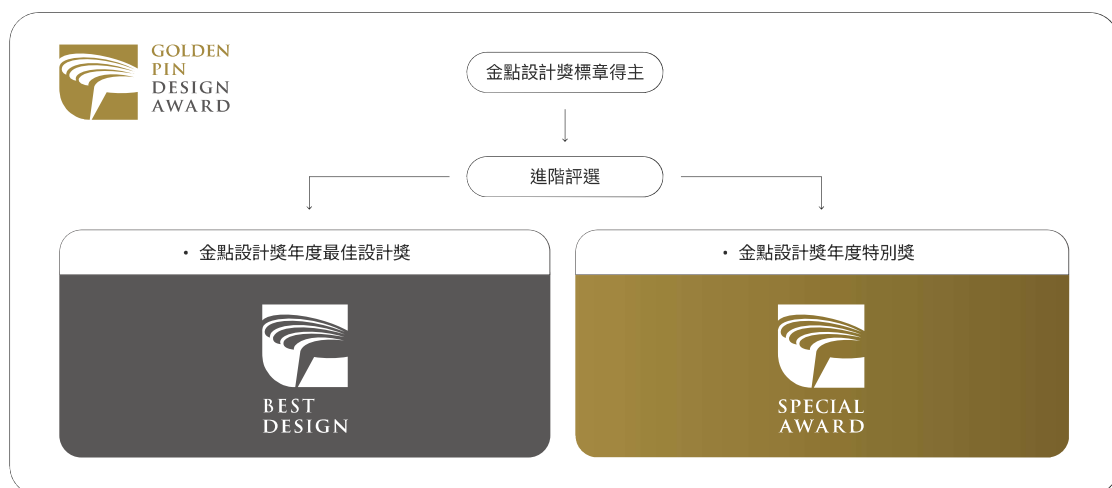 GOLDEN
PIN
DESIGN
AWARD
金點設計獎標章得主
進階評選
• 金點設計獎年度最佳設計獎
• 金點設計獎年度特別獎
BEST
DESIGN
SPECIAL
AWARD